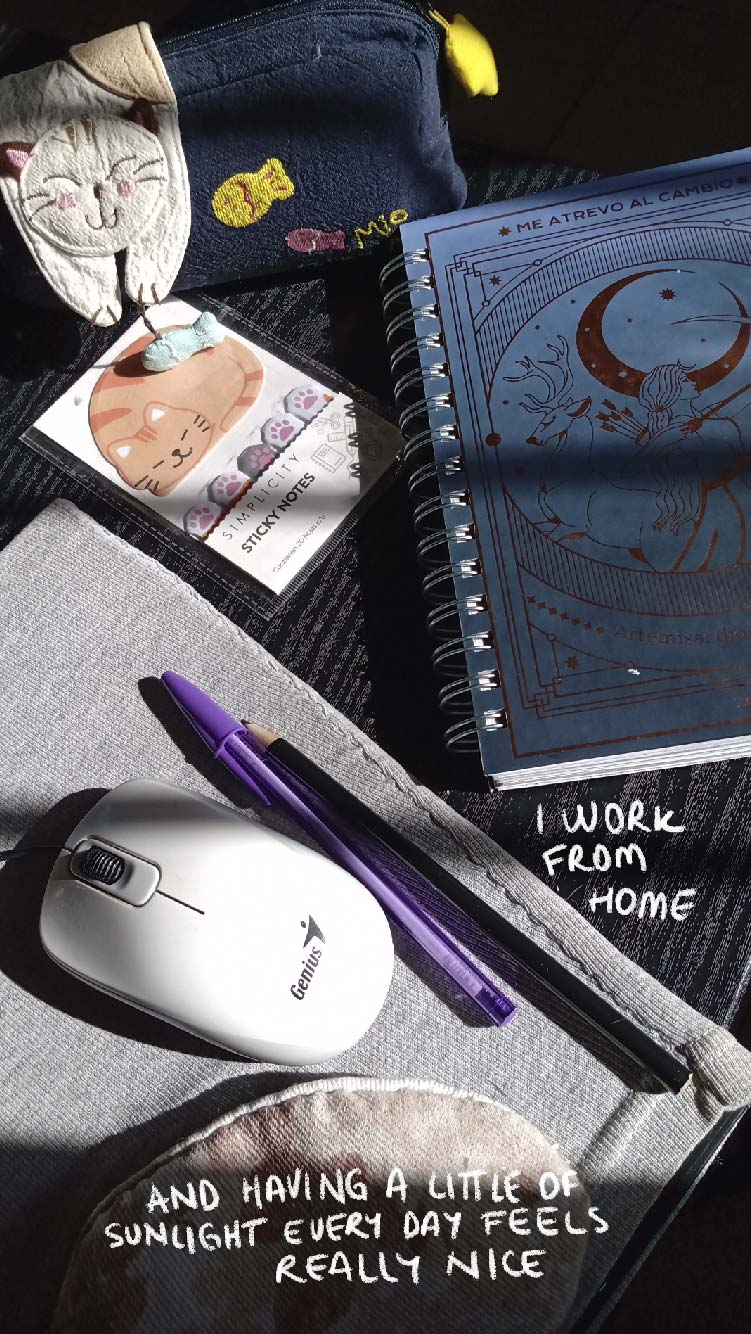 Mio
ME ATREVO AL CAMBIO
SIMPLICITY
STICKY NOTES
Artemisa,
Genius
I WORK
FROM
HOME
AND HAVING A LITTLE OF
SUNLIGHT EVERY DAY FEELS
REALLY NICE